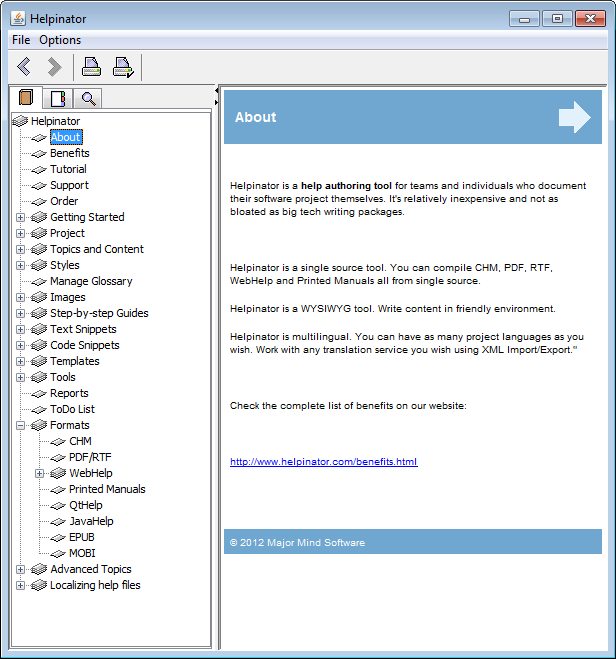 Helpinator
File Options
Helpinator
About
Benefits
Tutorial
Support
Order
Getting Started
Project
Topics and Content
Styles
Manage Glossary
Images
Step-by-step Guides
Text Snippets
Code Snippets
Templates
Tools
Reports
ToDo List
Formats
CHM
PDF/RTF
WebHelp
Printed Manuals
QtHelp
JavaHelp
EPUB
MOBI
Advanced Topics
Localizing help files
About
Helpinator is a help authoring tool for teams and individuals who document
their software project themselves. It's relatively inexpensive and not as
bloated as big tech writing packages.
Helpinator is a single source tool. You can compile CHM, PDF, RTF,
WebHelp and Printed Manuals all from single source.
Helpinator is a WYSIWYG tool. Write content in friendly environment.
Helpinator is multilingual. You can have as many project languages as you
wish. Work with any translation service you wish using XML Import/Export."
Check the complete list of benefits on our website:
http://www.helpinator.com/benefits.html
© 2012 Major Mind Software